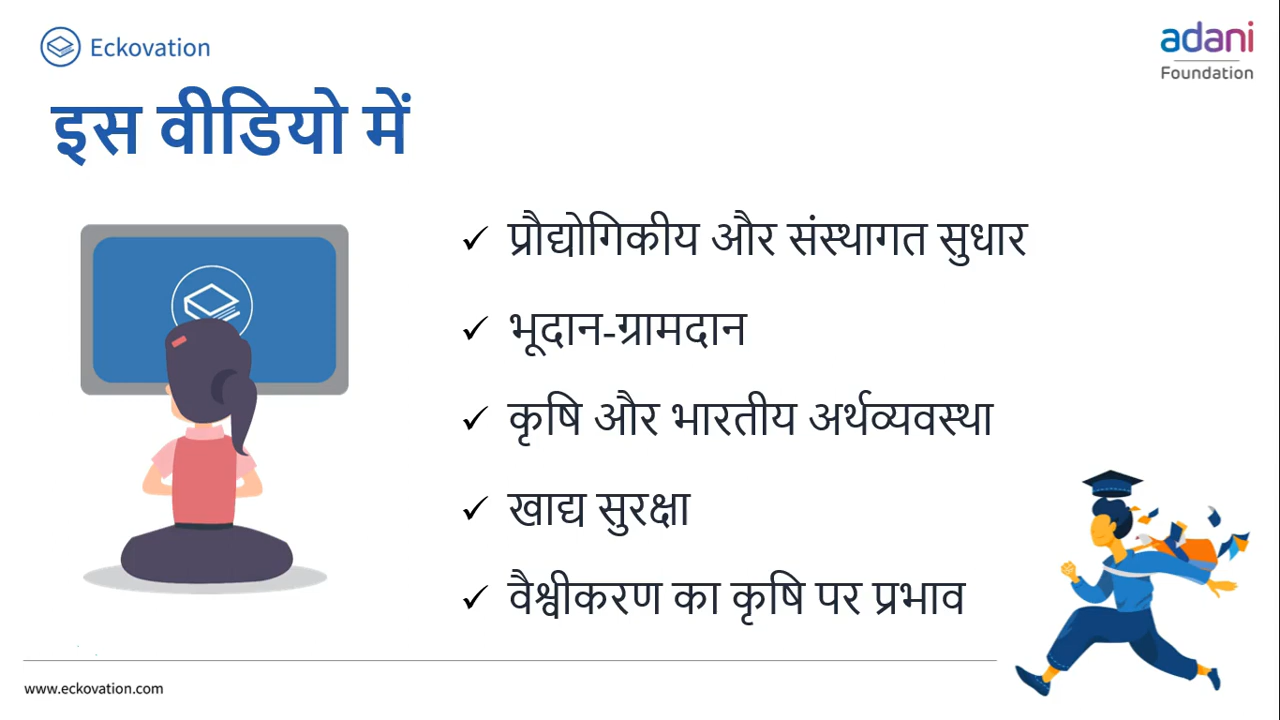 Eckovation
adani
Foundation
इस वीडियो में
✓ प्रौद्योगिकीय और संस्थागत सुधार
✓ भूदान-ग्रामदान
✓ कृषि और भारतीय अर्थव्यवस्था
✓ खाद्य सुरक्षा
✓ वैश्वीकरण का कृषि पर प्रभाव
www.eckovation.com